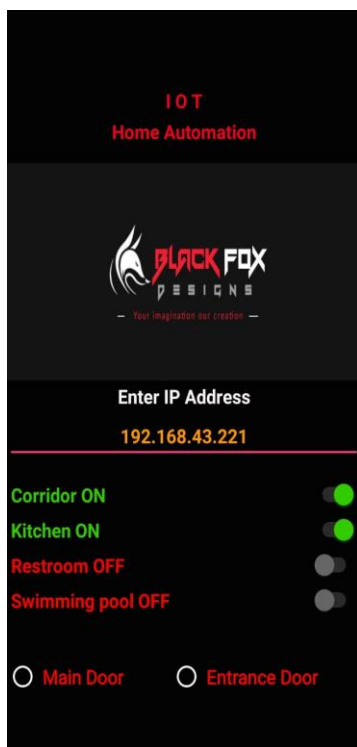 I O T
Home Automation
BLACK FOX
DESIGNS
Your imagination our creation
Enter IP Address
192.168.43.221
Corridor ON
Kitchen ON
Restroom OFF
Swimming pool OFF
Main Door Entrance Door